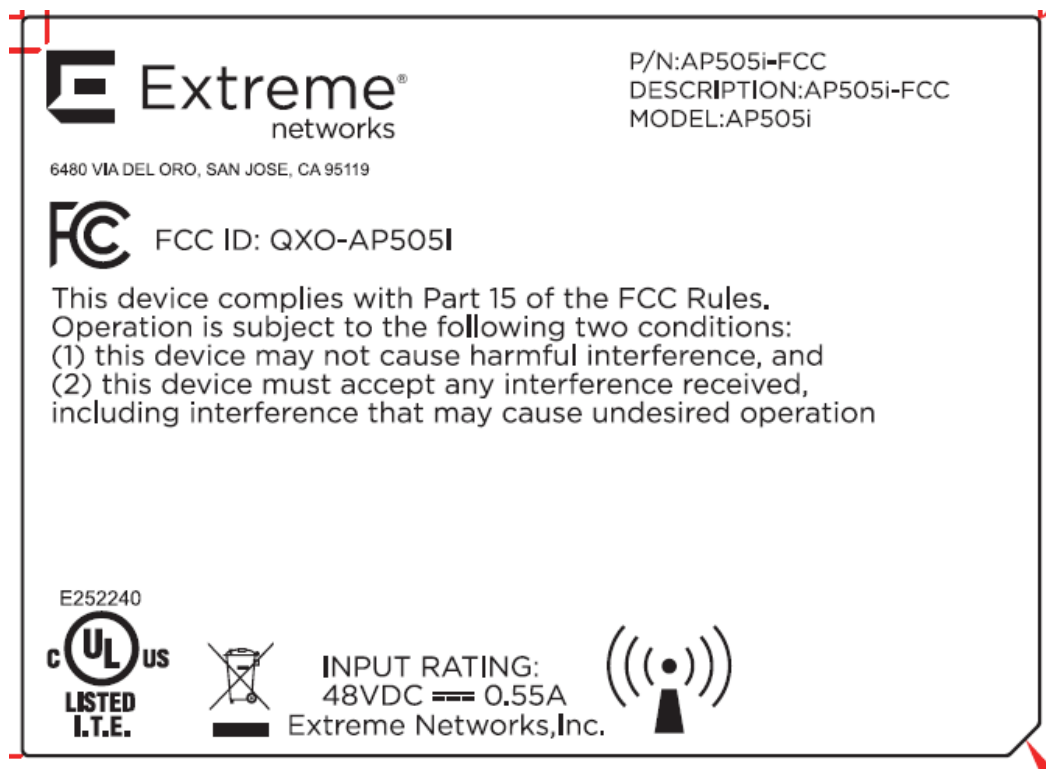 Extreme®
networks
P/N:AP505i-FCC
DESCRIPTION:AP505i-FCC
MODEL:AP505i
6480 VIA DEL ORO, SAN JOSE, CA 95119
FC FCC ID: QXO-AP505I
This device complies with Part 15 of the FCC Rules.
Operation is subject to the following two conditions:
(1) this device may not cause harmful interference, and
(2) this device must accept any interference received,
including interference that may cause undesired operation
E252240
C UL US
LISTED
I.T.E.
INPUT RATING:
48VDC ⎓ 0.55A
Extreme Networks,Inc.